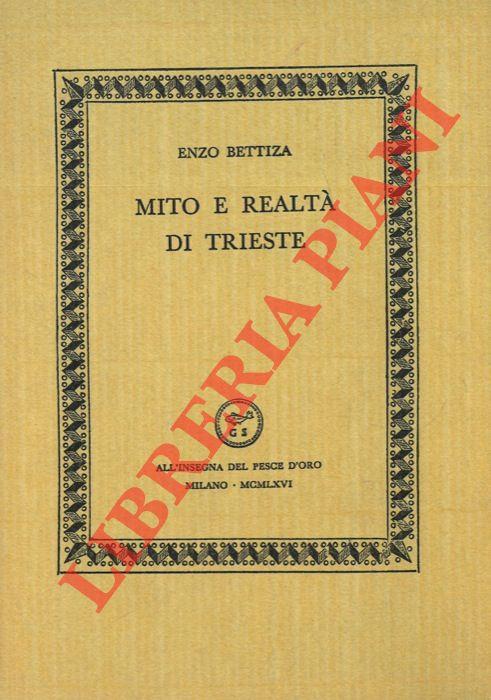 ENZO BETTIZA
MITO E REALTÀ
DI TRIESTE
G S
ALL'INSEGNA DEL PESCE D'ORO
MILANO · MCMLXVI
LIBRERIA PIANI